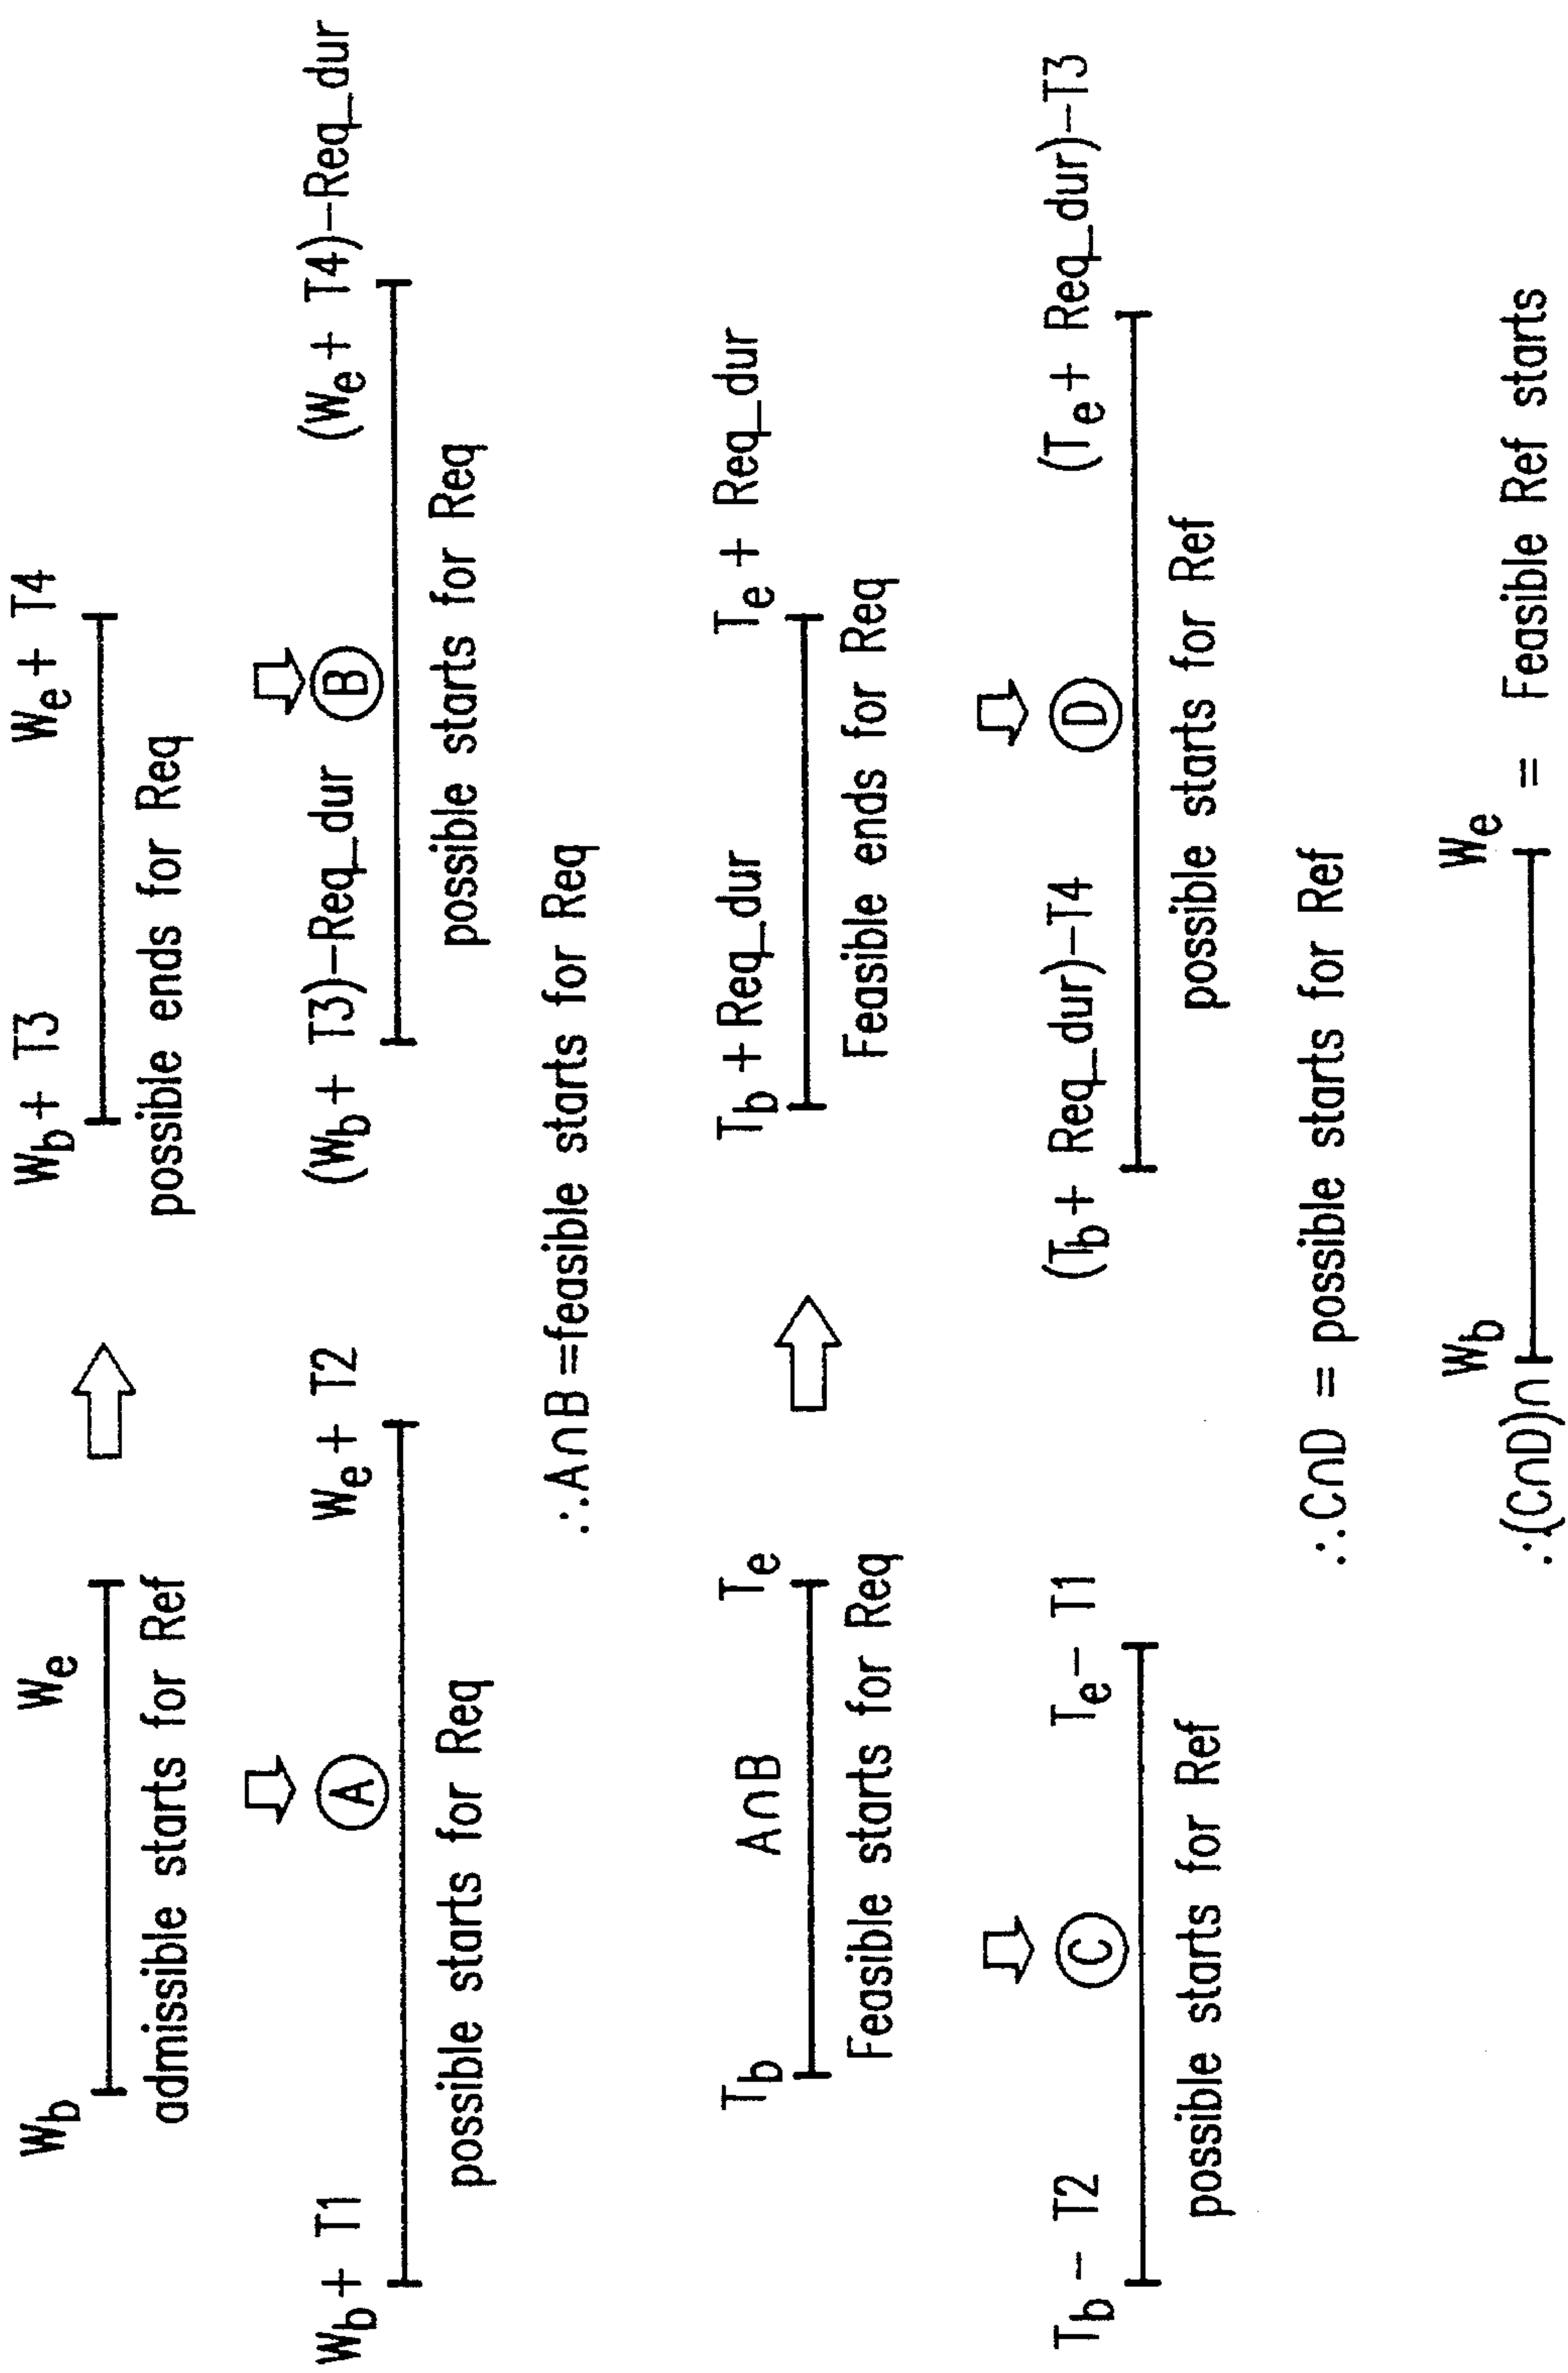 W_b W_e W_b + T3 W_e + T4
admissible starts for Ref possible ends for Req
A B
W_b + T1 W_e + T2 (W_b + T3)-Req_dur (W_e + T4)-Req_dur
possible starts for Req possible starts for Req
∴A∩B =feasible starts for Req
T_b A∩B T_e T_b +Req_dur T_e + Req_dur
Feasible starts for Req Feasible ends for Req
C D
T_b - T2 T_e - T1 (T_b + Req_dur)-T4 (T_e + Req_dur)-T3
possible starts for Ref possible starts for Ref
∴C∩D = possible starts for Ref
W_b W_e
∴(C∩D)∩ = Feasible Ref starts